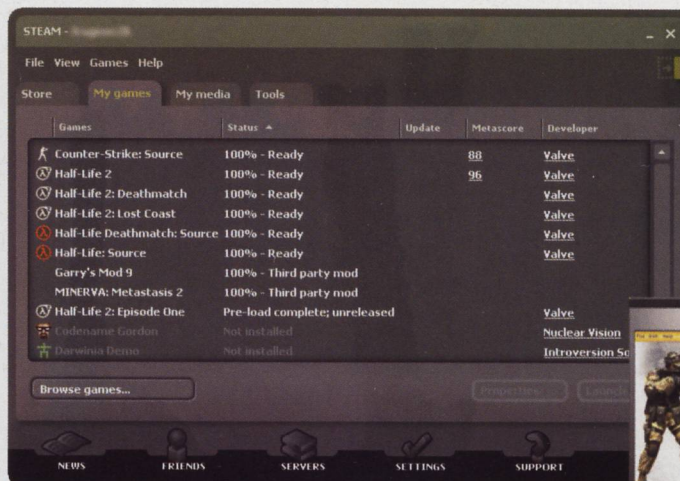 STEAM -
File View Games Help
Store My games My media Tools
Games Status Update Metascore Developer
Counter-Strike: Source 100% - Ready 88 Valve
Half-Life 2 100% - Ready 96 Valve
Half-Life 2: Deathmatch 100% - Ready Valve
Half-Life 2: Lost Coast 100% - Ready Valve
Half-Life Deathmatch: Source 100% - Ready Valve
Half-Life: Source 100% - Ready Valve
Garry's Mod 9 100% - Third party mod
MINERVA: Metastasis 2 100% - Third party mod
Half-Life 2: Episode One Pre-load complete; unreleased Valve
Codename Gordon Not installed Nuclear Vision
Darwinia Demo Not installed Introversion So
Browse games... Properties... Launch
NEWS FRIENDS SERVERS SETTINGS SUPPORT